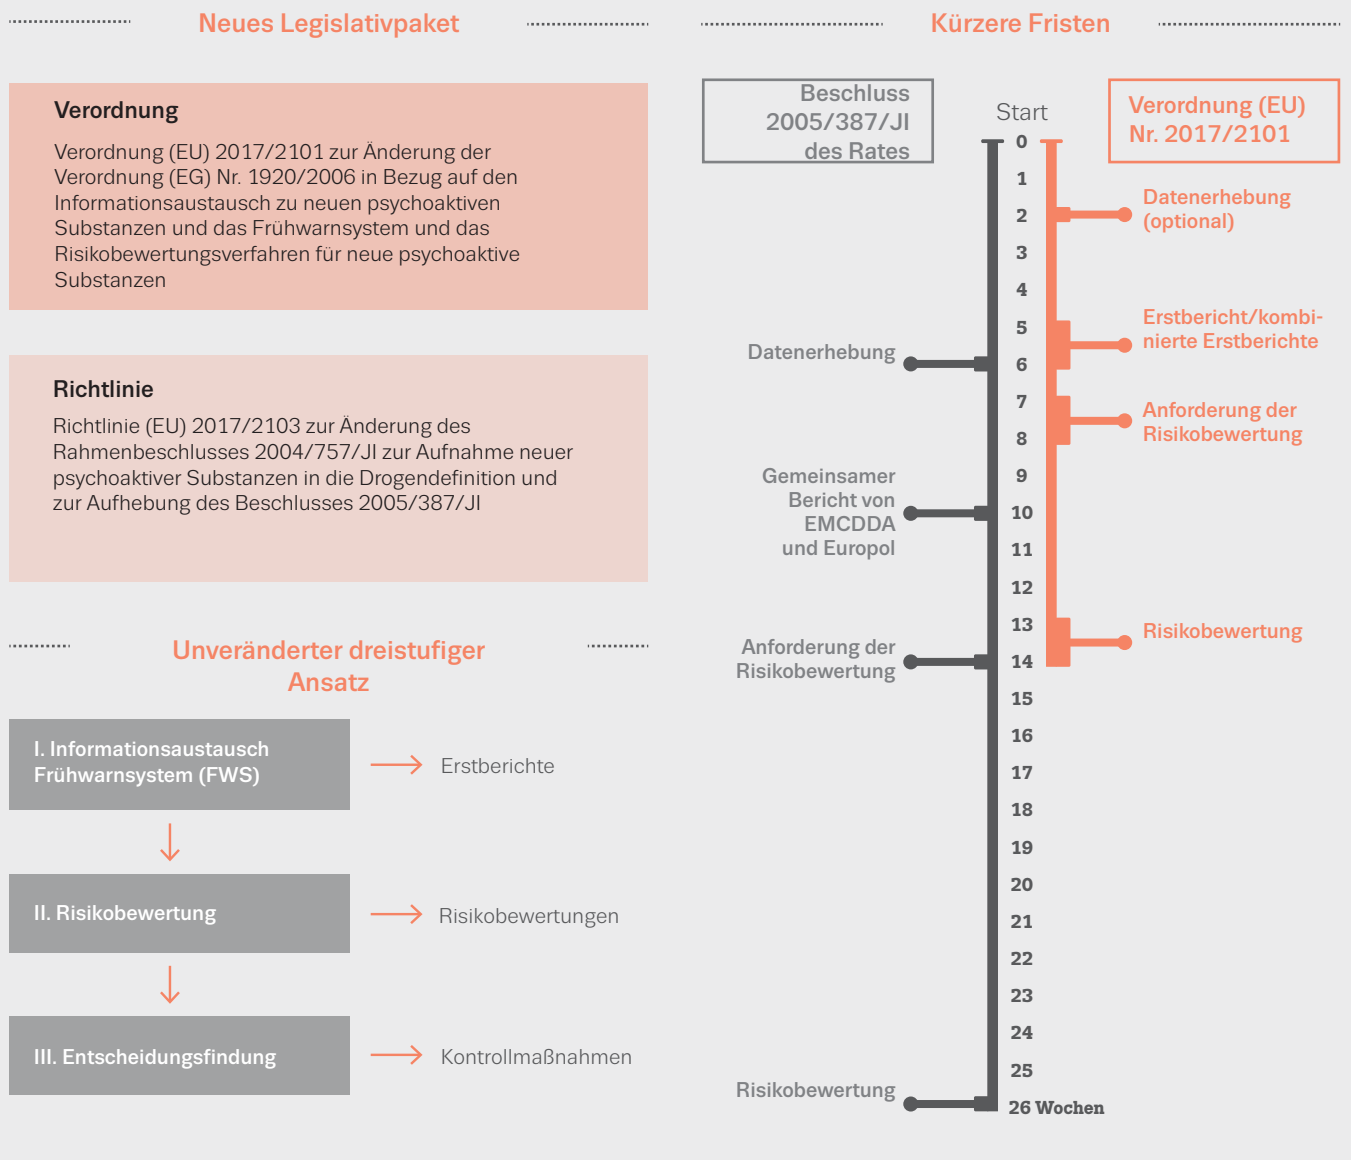 Neues Legislativpaket
Verordnung
Verordnung (EU) 2017/2101 zur Änderung der
Verordnung (EG) Nr. 1920/2006 in Bezug auf den
Informationsaustausch zu neuen psychoaktiven
Substanzen und das Frühwarnsystem und das
Risikobewertungsverfahren für neue psychoaktive
Substanzen
Richtlinie
Richtlinie (EU) 2017/2103 zur Änderung des
Rahmenbeschlusses 2004/757/JI zur Aufnahme neuer
psychoaktiver Substanzen in die Drogendefinition und
zur Aufhebung des Beschlusses 2005/387/JI
Unveränderter dreistufiger
Ansatz
I. Informationsaustausch
Frühwarnsystem (FWS)
Erstberichte
II. Risikobewertung
Risikobewertungen
III. Entscheidungsfindung
Kontrollmaßnahmen
Kürzere Fristen
Beschluss
2005/387/JI
des Rates
Start
Verordnung (EU)
Nr. 2017/2101
0
1
2
3
4
5
6
7
8
9
10
11
12
13
14
15
16
17
18
19
20
21
22
23
24
25
26 Wochen
Datenerhebung
Gemeinsamer
Bericht von
EMCDDA
und Europol
Anforderung der
Risikobewertung
Risikobewertung
Datenerhebung
(optional)
Erstbericht/kombi-
nierte Erstberichte
Anforderung der
Risikobewertung
Risikobewertung